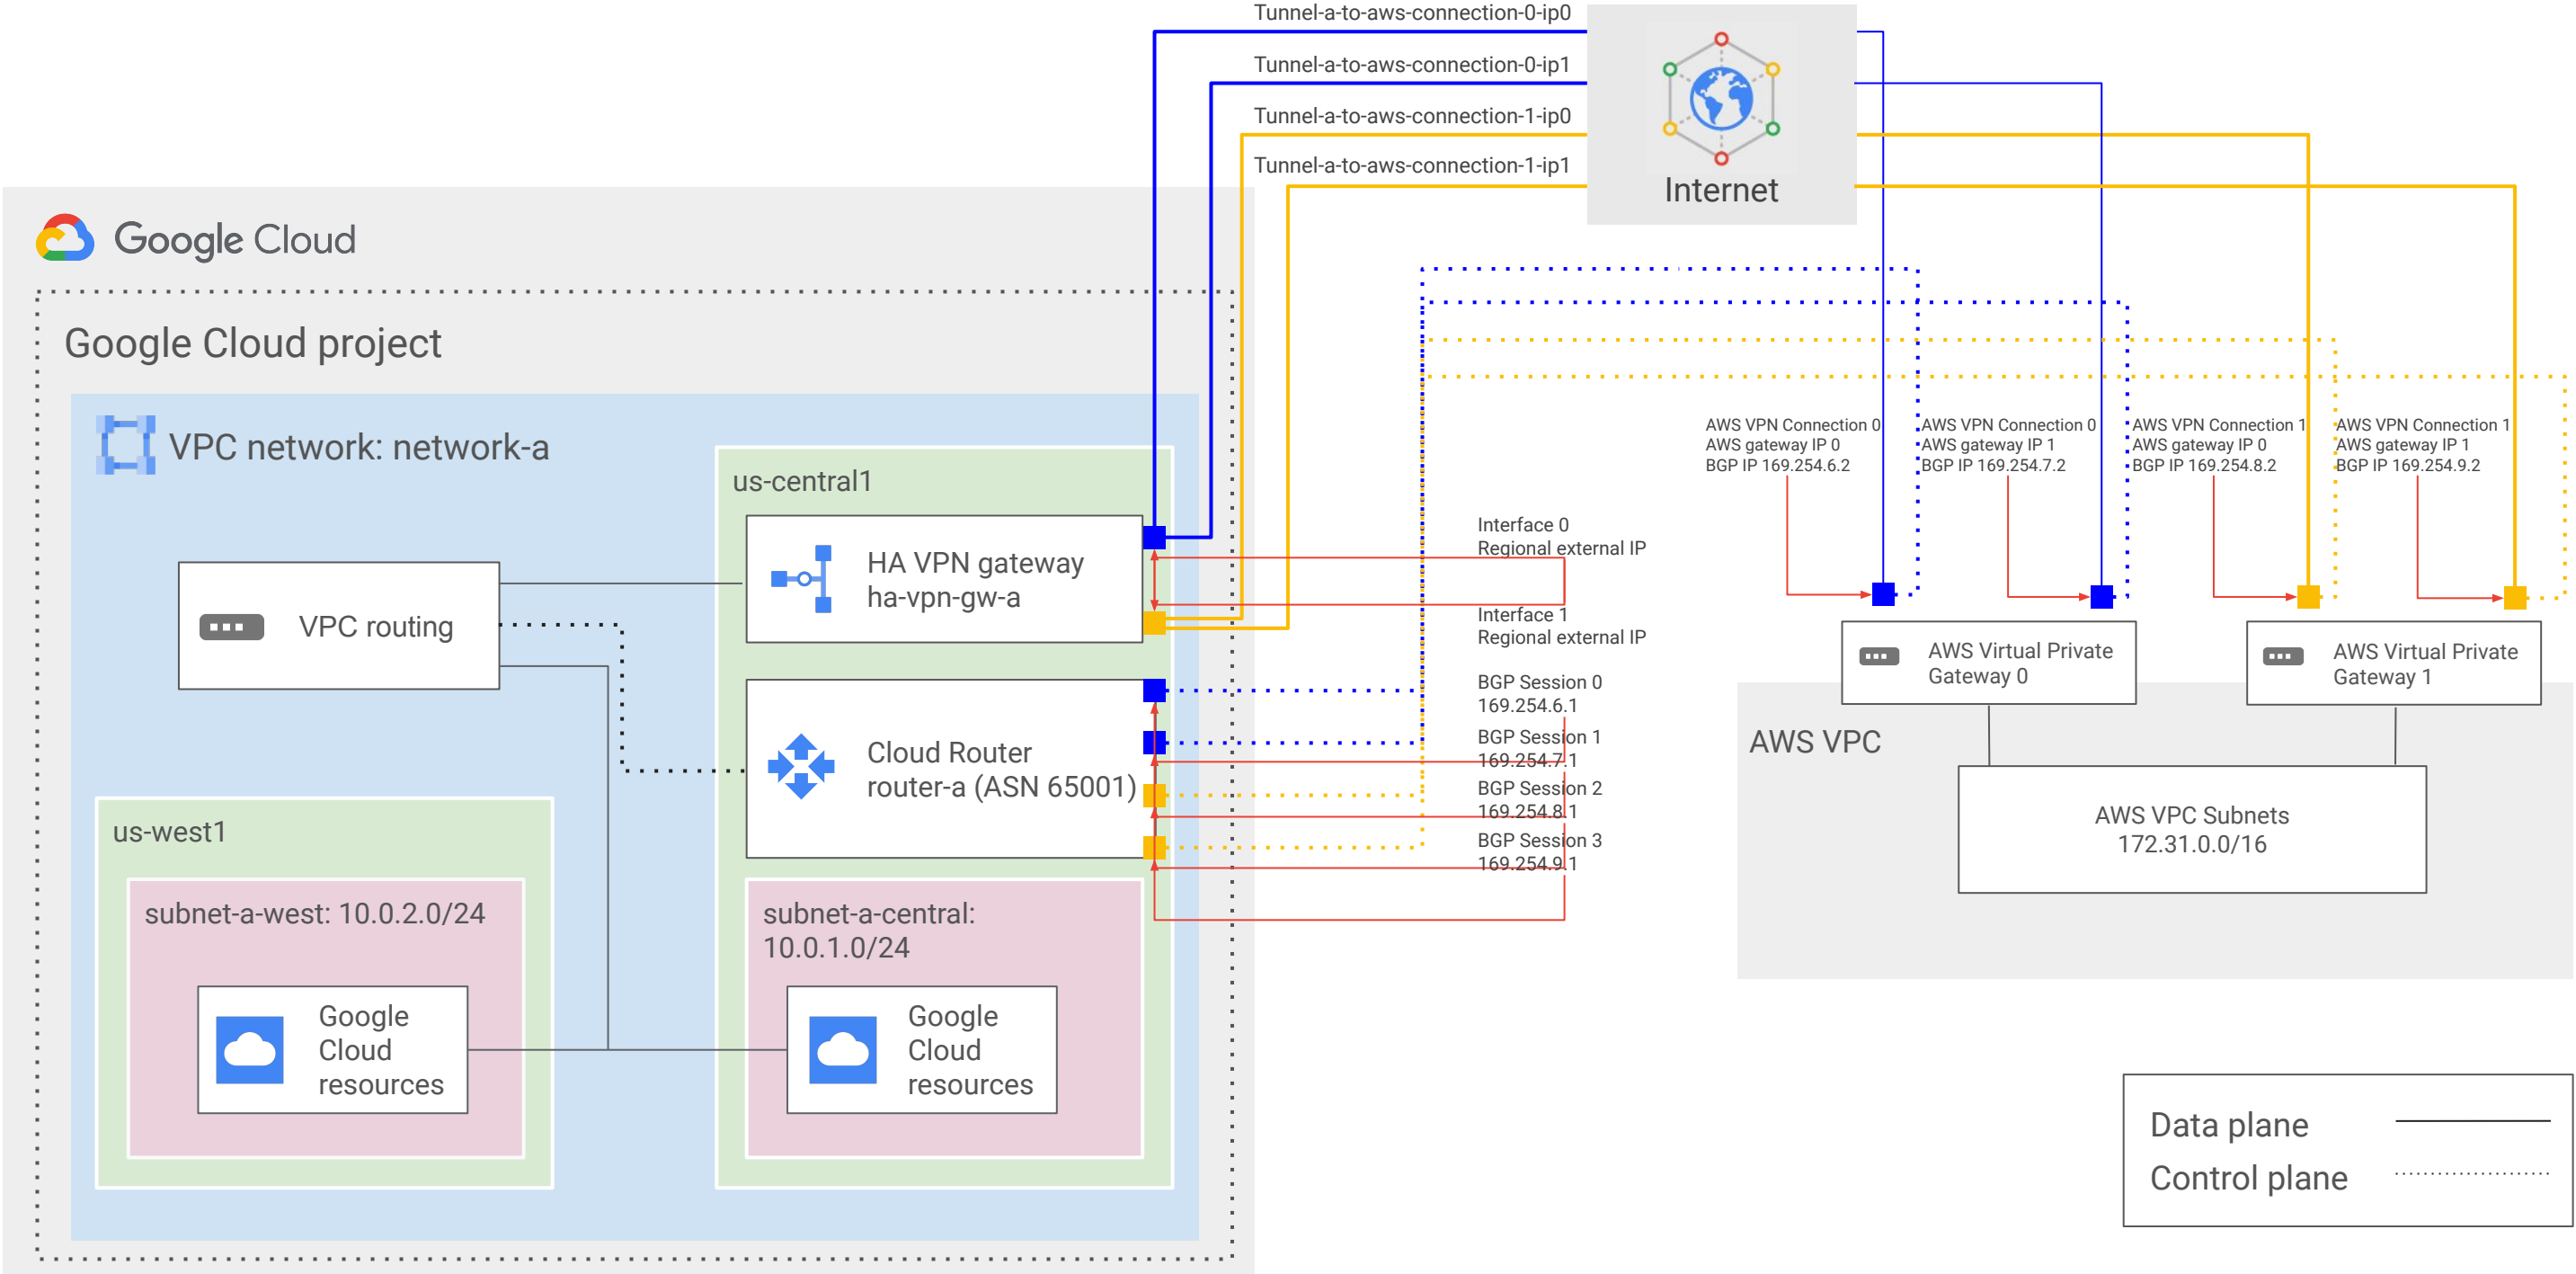 Tunnel-a-to-aws-connection-0-ip0
Tunnel-a-to-aws-connection-0-ip1
Tunnel-a-to-aws-connection-1-ip0
Tunnel-a-to-aws-connection-1-ip1
Internet
Google Cloud
Google Cloud project
VPC network: network-a
us-central1
HA VPN gateway
ha-vpn-gw-a
VPC routing
Cloud Router
router-a (ASN 65001)
us-west1
subnet-a-west: 10.0.2.0/24
Google
Cloud
resources
subnet-a-central:
10.0.1.0/24
Google
Cloud
resources
Interface 0
Regional external IP
Interface 1
Regional external IP
BGP Session 0
169.254.6.1
BGP Session 1
169.254.7.1
BGP Session 2
169.254.8.1
BGP Session 3
169.254.9.1
AWS VPN Connection 0
AWS gateway IP 0
BGP IP 169.254.6.2
AWS VPN Connection 0
AWS gateway IP 1
BGP IP 169.254.7.2
AWS VPN Connection 1
AWS gateway IP 0
BGP IP 169.254.8.2
AWS VPN Connection 1
AWS gateway IP 1
BGP IP 169.254.9.2
AWS Virtual Private
Gateway 0
AWS Virtual Private
Gateway 1
AWS VPC
AWS VPC Subnets
172.31.0.0/16
Data plane
Control plane